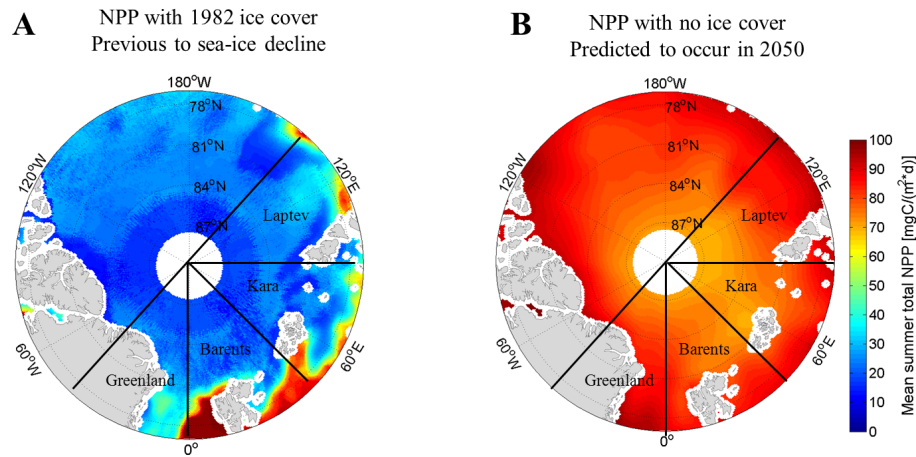 A
NPP with 1982 ice cover
Previous to sea-ice decline
180°W
78°N
81°N
84°N
87°N
120°W
120°E
60°W
60°E
0°
Laptev
Kara
Barents
Greenland
B
NPP with no ice cover
Predicted to occur in 2050
180°W
78°N
81°N
84°N
87°N
120°W
120°E
60°W
60°E
0°
Laptev
Kara
Barents
Greenland
100
90
80
70
60
50
40
30
20
10
0
Mean summer total NPP [mgC/(m²d)]